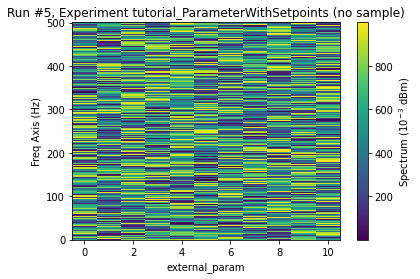 Run #5, Experiment tutorial_ParameterWithSetpoints (no sample)
500
400
300
200
100
0
Freq Axis (Hz)
0 2 4 6 8 10
external_param
800
600
400
200
Spectrum (10⁻³ dBm)